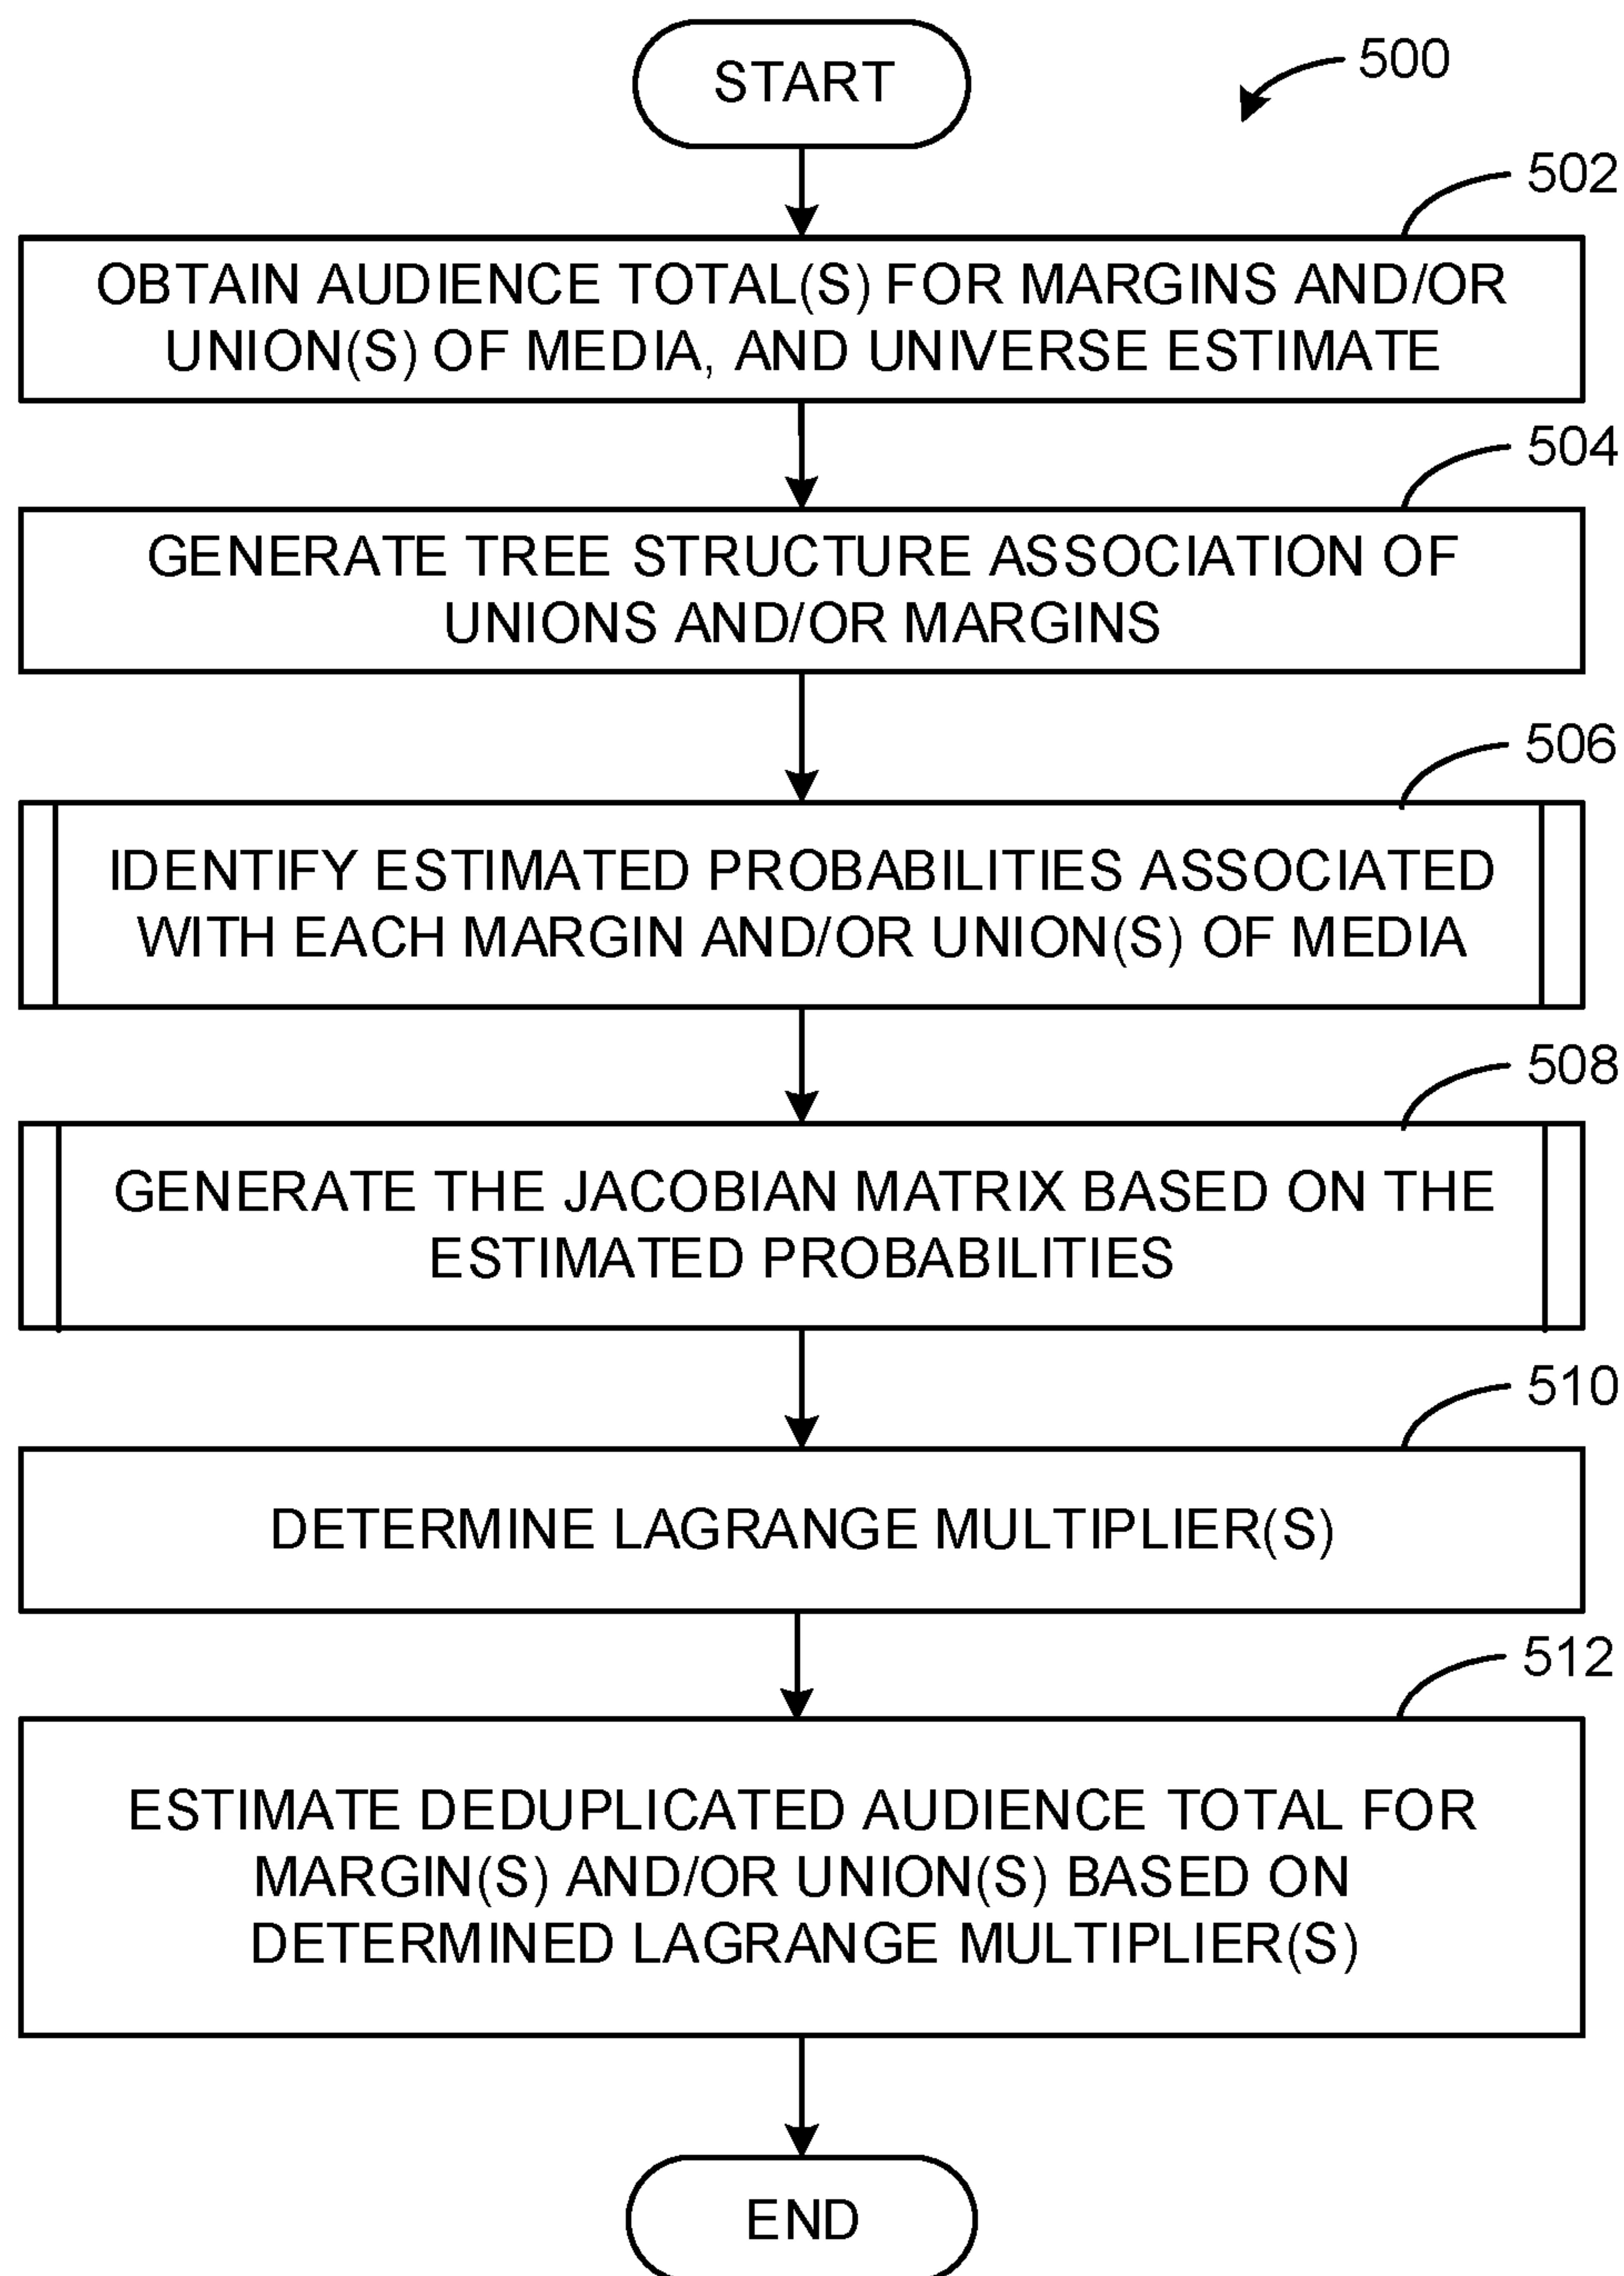 START
500
502
OBTAIN AUDIENCE TOTAL(S) FOR MARGINS AND/OR
UNION(S) OF MEDIA, AND UNIVERSE ESTIMATE
504
GENERATE TREE STRUCTURE ASSOCIATION OF
UNIONS AND/OR MARGINS
506
IDENTIFY ESTIMATED PROBABILITIES ASSOCIATED
WITH EACH MARGIN AND/OR UNION(S) OF MEDIA
508
GENERATE THE JACOBIAN MATRIX BASED ON THE
ESTIMATED PROBABILITIES
510
DETERMINE LAGRANGE MULTIPLIER(S)
512
ESTIMATE DEDUPLICATED AUDIENCE TOTAL FOR
MARGIN(S) AND/OR UNION(S) BASED ON
DETERMINED LAGRANGE MULTIPLIER(S)
END